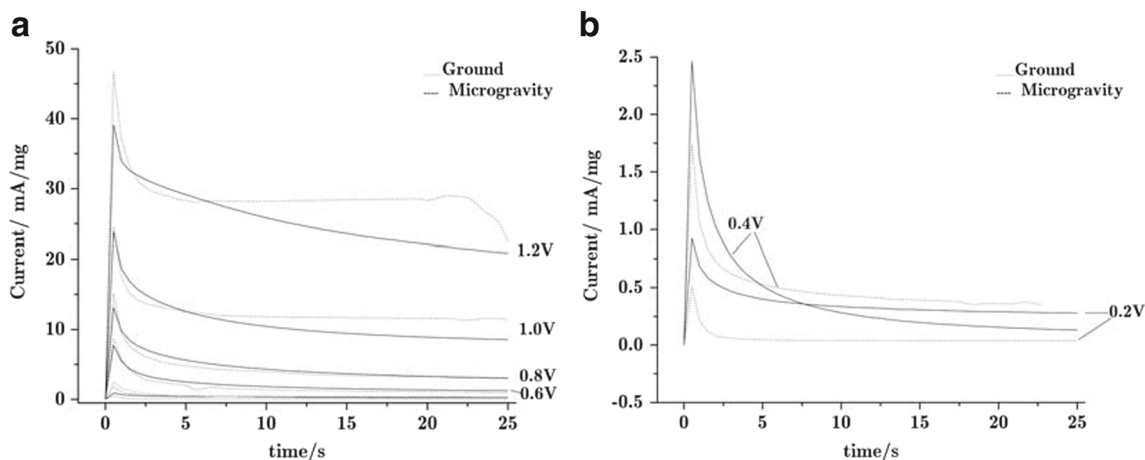 a
50
40
30
20
10
0
Current/ mA/mg
0 5 10 15 20 25
time/s
Ground
Microgravity
1.2V
1.0V
0.8V
0.6V
b
2.5
2.0
1.5
1.0
0.5
0.0
-0.5
Current/ mA/mg
0 5 10 15 20 25
time/s
Ground
Microgravity
0.4V
0.2V